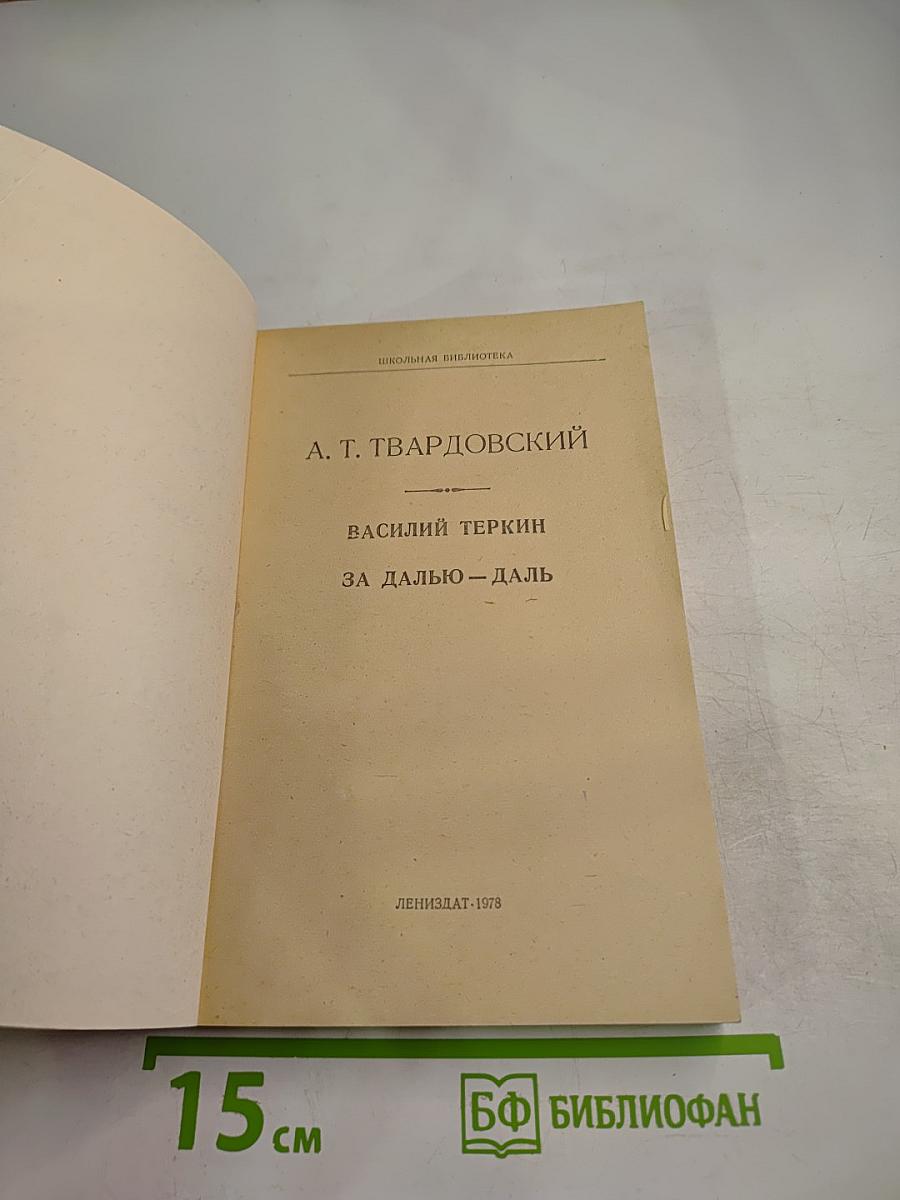 ШКОЛЬНАЯ БИБЛИОТЕКА
А. Т. ТВАРДОВСКИЙ
ВАСИЛИЙ ТЕРКИН
ЗА ДАЛЬЮ — ДАЛЬ
ЛЕНИЗДАТ · 1978
15 см
БФ БИБЛИОФАН